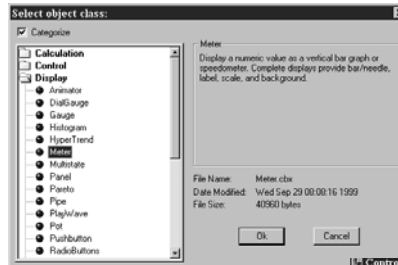 Select object class:
Categorize
Calculation
Control
Display
Animator
DialGauge
Gauge
Histogram
HyperTrend
Meter
Multistate
Panel
Pareto
Pipe
PlayWave
Pot
Pushbutton
RadioButtons
Meter
Display a numeric value as a vertical bar graph or
speedometer. Complete displays provide bar/needle,
label, scale, and background.
File Name: Meter.cbx
Date Modified: Wed Sep 29 08:08:16 1999
File Size: 40960 bytes
Ok Cancel